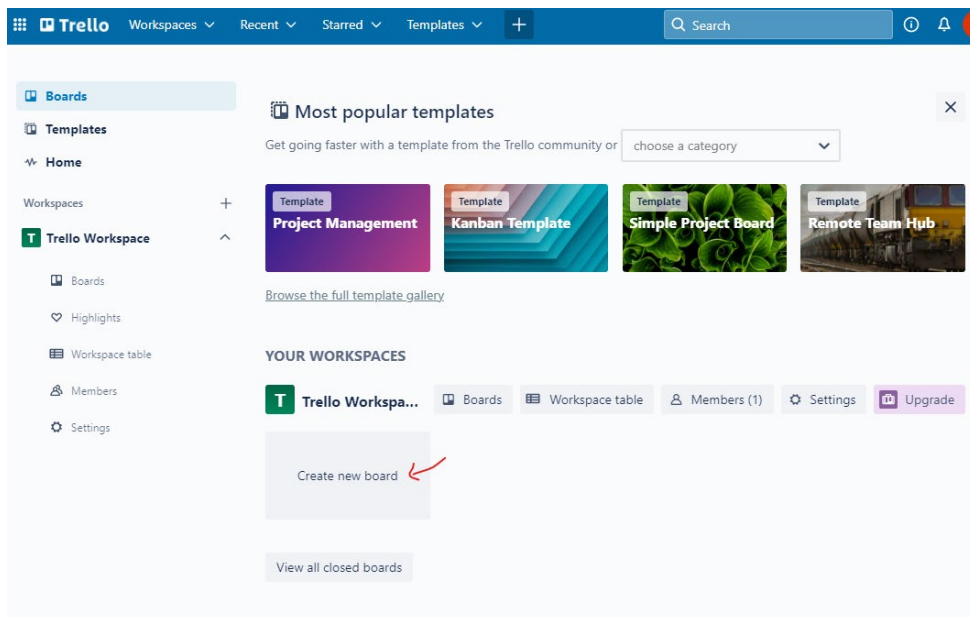 Trello Workspaces Recent Starred Templates + Search
Boards
Templates
Home
Workspaces +
T Trello Workspace
Boards
Highlights
Workspace table
Members
Settings
Most popular templates
Get going faster with a template from the Trello community or choose a category
Template
Project Management
Template
Kanban Template
Template
Simple Project Board
Template
Remote Team Hub
Browse the full template gallery
YOUR WORKSPACES
T Trello Workspa... Boards Workspace table Members (1) Settings Upgrade
Create new board
View all closed boards